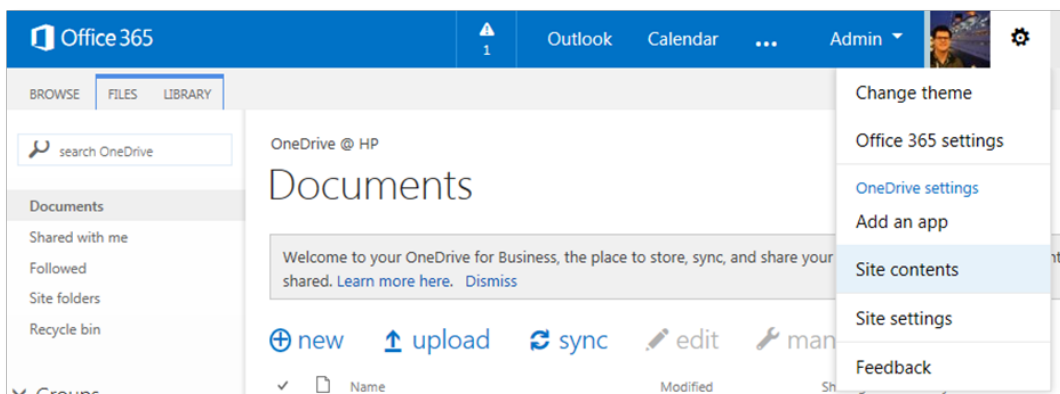 Office 365
1
Outlook Calendar ... Admin
BROWSE FILES LIBRARY
Change theme
Office 365 settings
OneDrive settings
Add an app
Site contents
Site settings
Feedback
search OneDrive
Documents
Shared with me
Followed
Site folders
Recycle bin
OneDrive @ HP
Documents
Welcome to your OneDrive for Business, the place to store, sync, and share your
shared. Learn more here. Dismiss
new upload sync edit man
Name Modified Sh
Groups